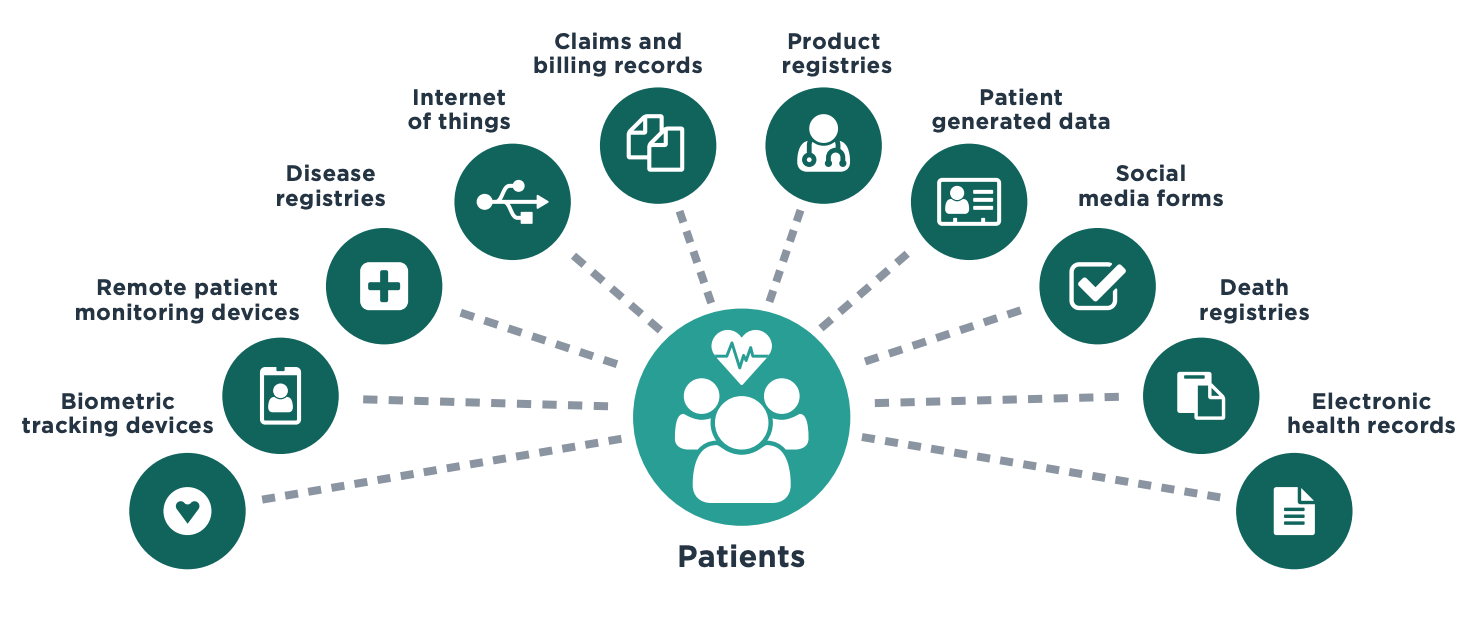 Claims and
billing records
Product
registries
Internet
of things
Patient
generated data
Disease
registries
Social
media forms
Remote patient
monitoring devices
Death
registries
Biometric
tracking devices
Electronic
health records
Patients